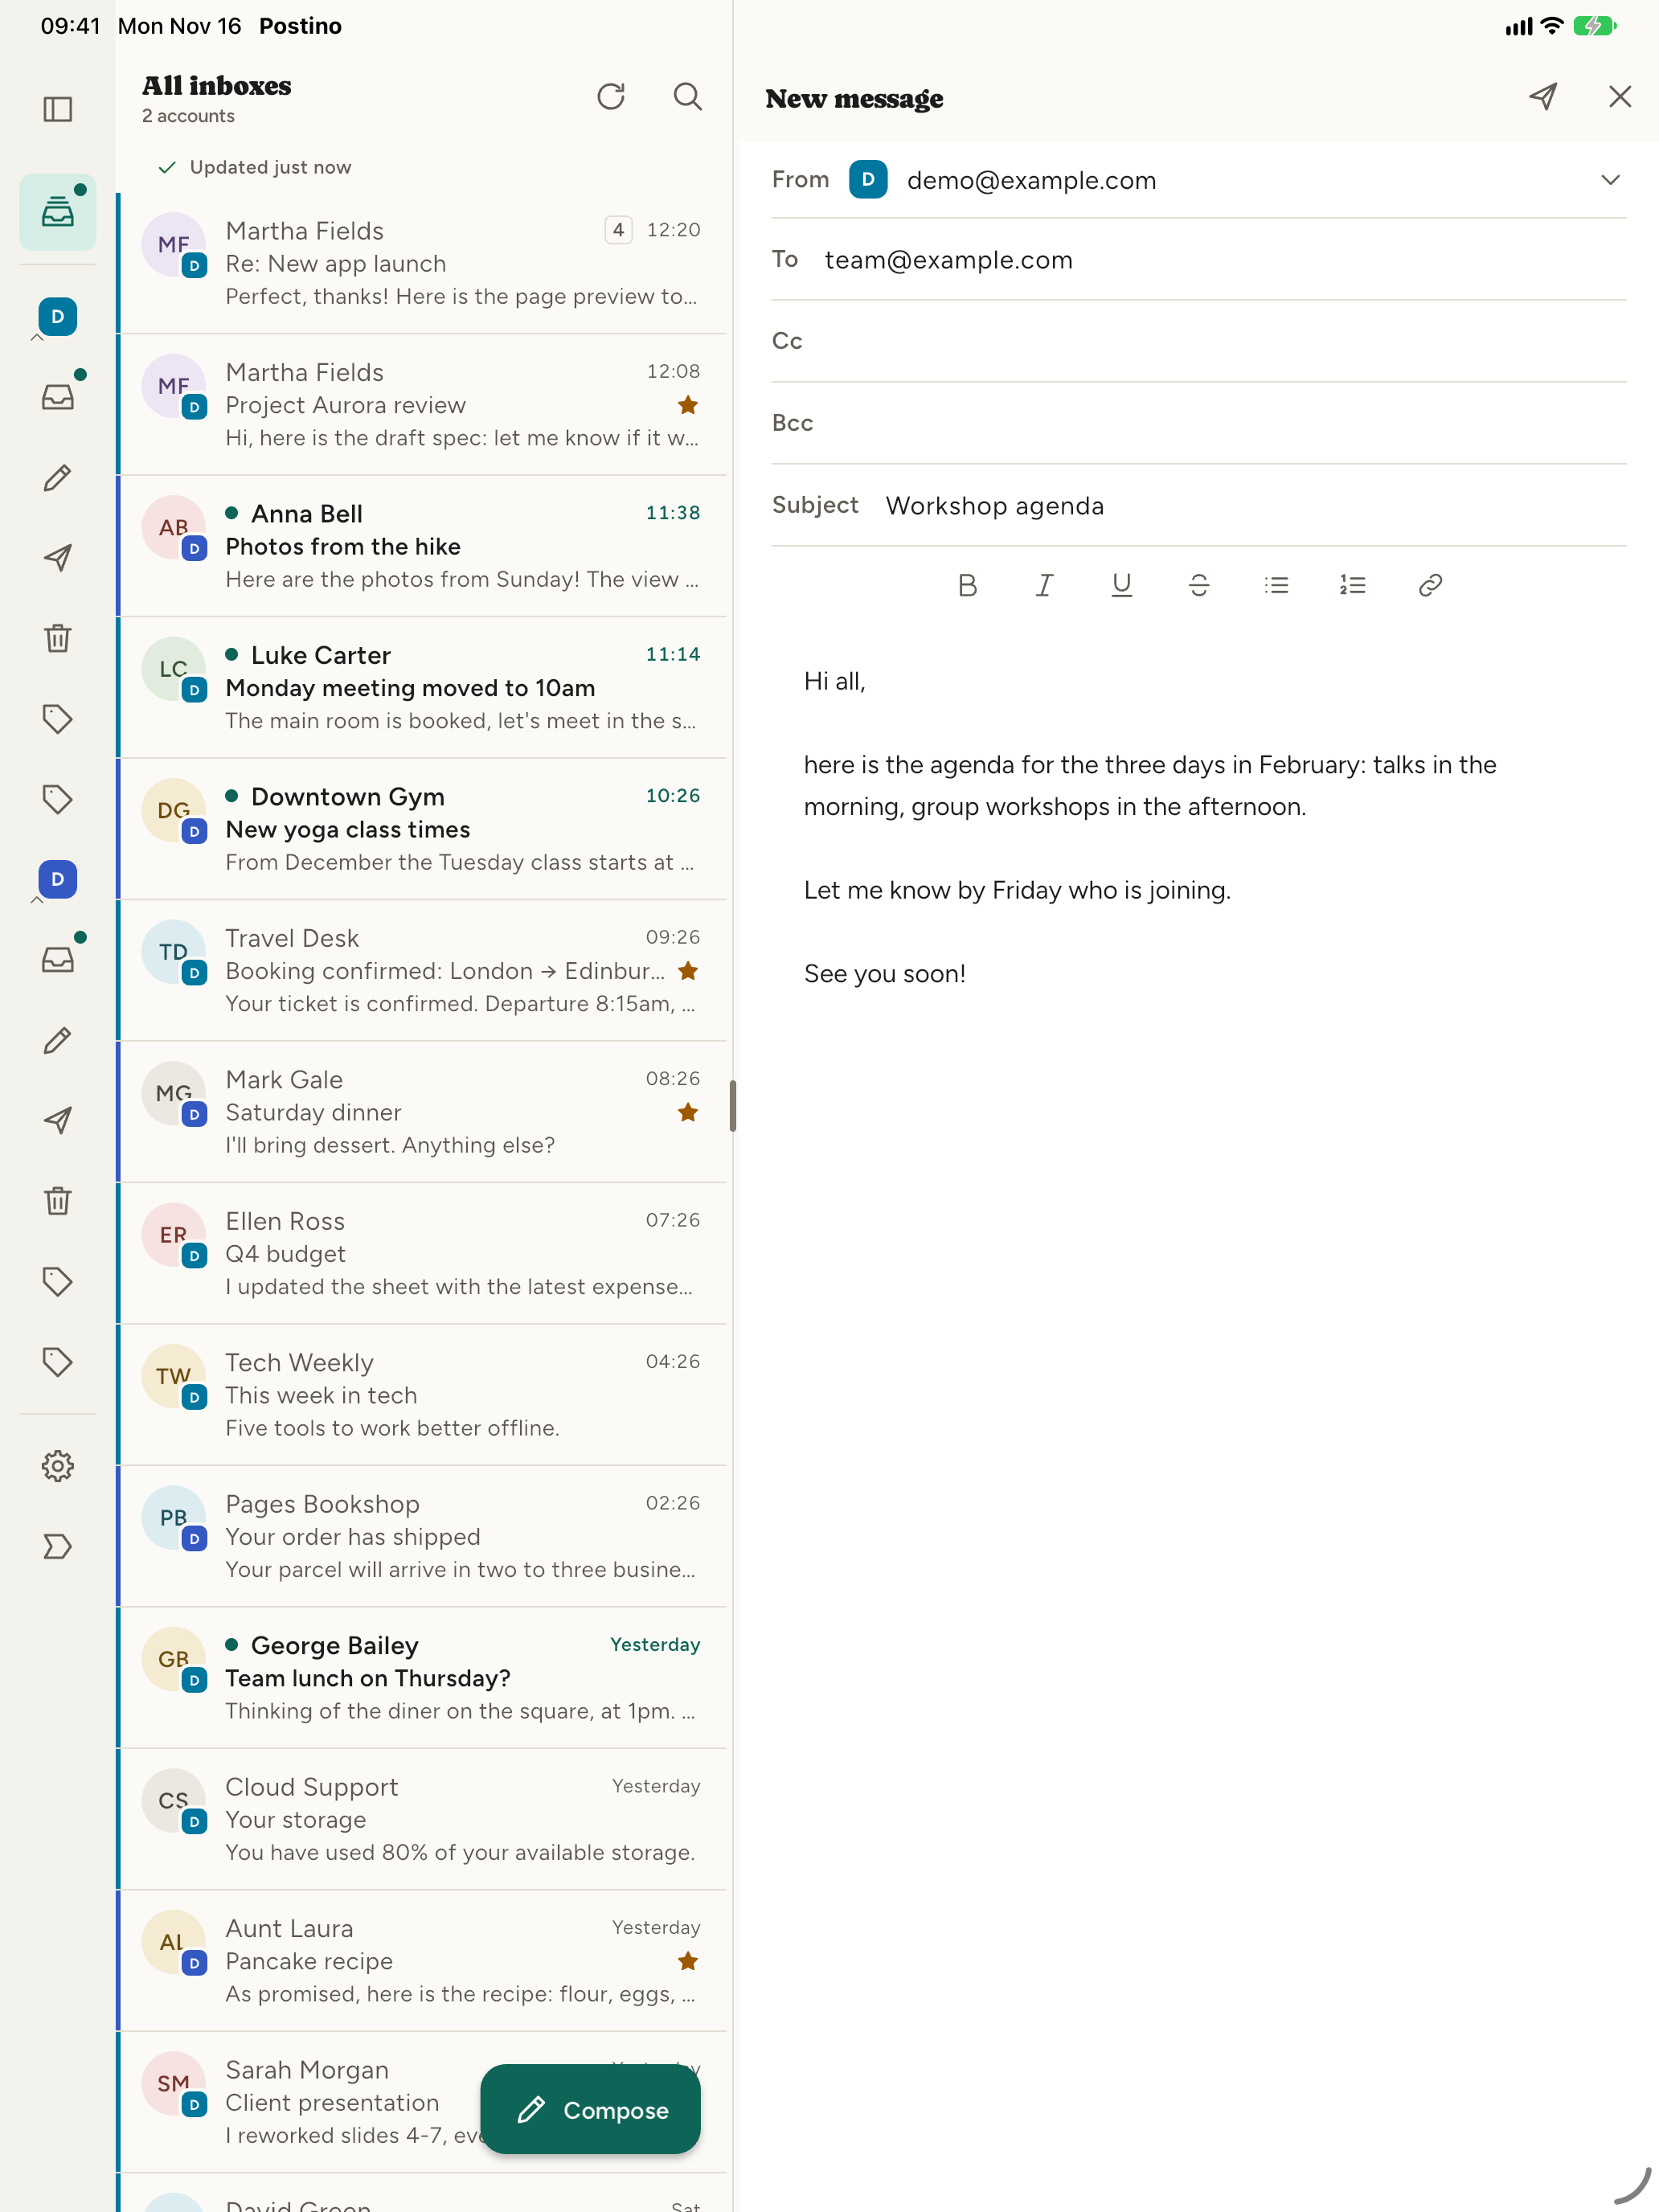 09:41 Mon Nov 16 Postino
All inboxes
2 accounts
Updated just now
MF
D
Martha Fields
4 12:20
Re: New app launch
Perfect, thanks! Here is the page preview to...
MF
D
Martha Fields
12:08
Project Aurora review
Hi, here is the draft spec: let me know if it w...
AB
D
Anna Bell
11:38
Photos from the hike
Here are the photos from Sunday! The view ...
LC
D
Luke Carter
11:14
Monday meeting moved to 10am
The main room is booked, let's meet in the s...
DG
D
Downtown Gym
10:26
New yoga class times
From December the Tuesday class starts at ...
TD
D
Travel Desk
09:26
Booking confirmed: London → Edinbur...
Your ticket is confirmed. Departure 8:15am, ...
MG
D
Mark Gale
08:26
Saturday dinner
I'll bring dessert. Anything else?
ER
D
Ellen Ross
07:26
Q4 budget
I updated the sheet with the latest expense...
TW
D
Tech Weekly
04:26
This week in tech
Five tools to work better offline.
PB
D
Pages Bookshop
02:26
Your order has shipped
Your parcel will arrive in two to three busine...
GB
D
George Bailey
Yesterday
Team lunch on Thursday?
Thinking of the diner on the square, at 1pm. ...
CS
D
Cloud Support
Yesterday
Your storage
You have used 80% of your available storage.
AL
D
Aunt Laura
Yesterday
Pancake recipe
As promised, here is the recipe: flour, eggs, ...
SM
D
Sarah Morgan
Client presentation
I reworked slides 4-7,
Compose
David Green
Sat
D
D
New message
From D demo@example.com
To team@example.com
Cc
Bcc
Subject Workshop agenda
Hi all,
here is the agenda for the three days in February: talks in the
morning, group workshops in the afternoon.
Let me know by Friday who is joining.
See you soon!